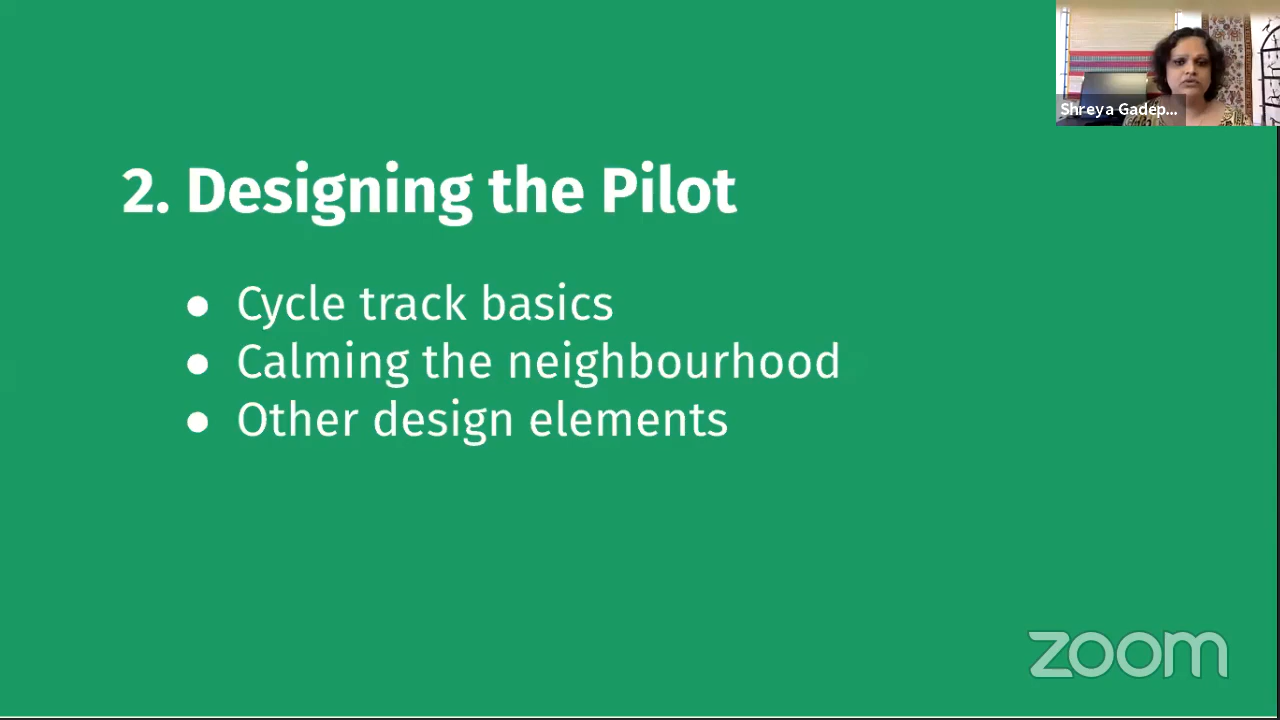 Shreya Gadep...
2. Designing the Pilot
● Cycle track basics
● Calming the neighbourhood
● Other design elements
zoom